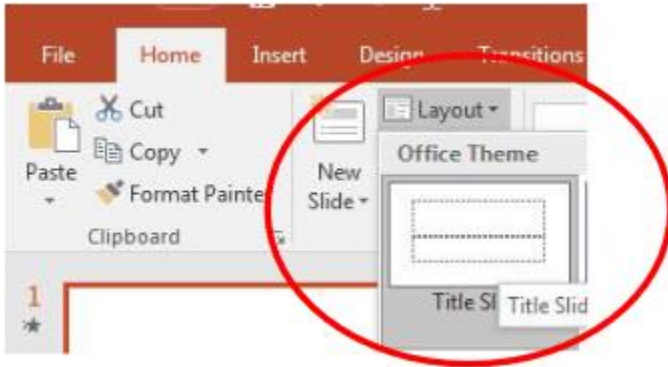 File Home Insert Design Transitions
Cut
Layout
Copy
Office Theme
Paste
New
Format Painter
Slide
Clipboard
1
Title Sl
Title Slid